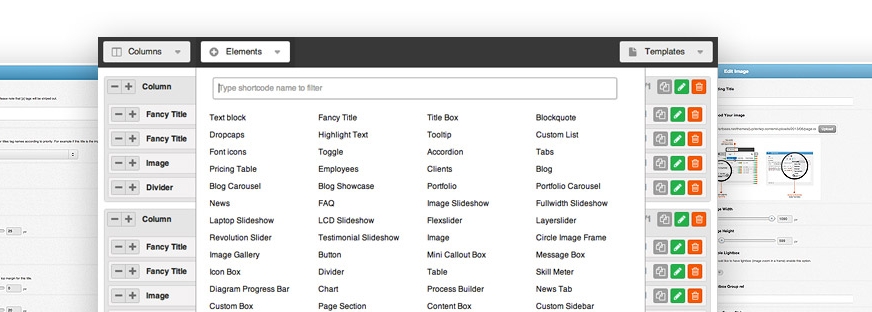 Columns Elements Templates
Column
Type shortcode name to filter
Text block Fancy Title Title Box Blockquote
Dropcaps Highlight Text Tooltip Custom List
Font icons Toggle Accordion Tabs
Pricing Table Employees Clients Blog
Blog Carousel Blog Showcase Portfolio Portfolio Carousel
News FAQ Image Slideshow Fullwidth Slideshow
Laptop Slideshow LCD Slideshow Flexslider Layerslider
Revolution Slider Testimonial Slideshow Image Circle Image Frame
Image Gallery Button Mini Callout Box Message Box
Icon Box Divider Table Skill Meter
Diagram Progress Bar Chart Process Builder News Tab
Custom Box Page Section Content Box Custom Sidebar
Fancy Title
Fancy Title
Image
Divider
Column
Fancy Title
Fancy Title
Image
Edit Image
Upload